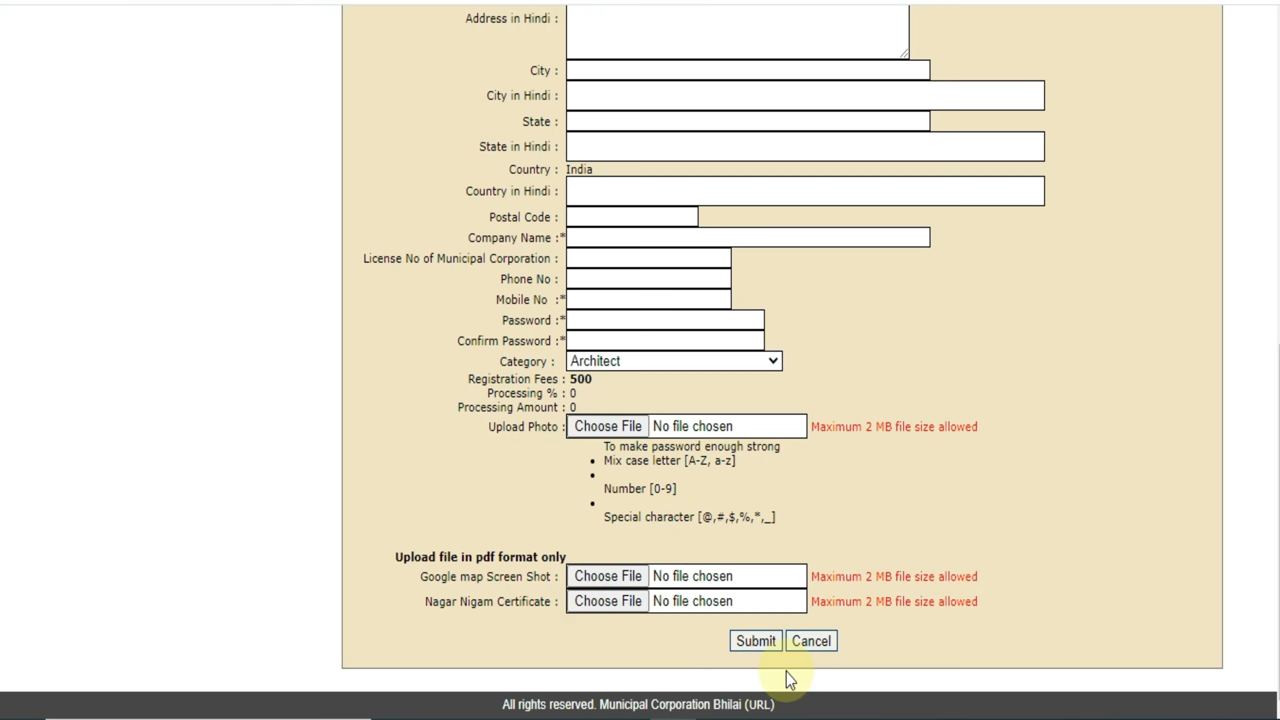 Address in Hindi :
City :
City in Hindi :
State :
State in Hindi :
Country : India
Country in Hindi :
Postal Code :
Company Name :*
License No of Municipal Corporation :
Phone No :
Mobile No :*
Password :*
Confirm Password :*
Category : Architect
Registration Fees : 500
Processing % : 0
Processing Amount : 0
Upload Photo : Choose File No file chosen Maximum 2 MB file size allowed
To make password enough strong
• Mix case letter [A-Z, a-z]
•
Number [0-9]
•
Special character [@,#,$,%,*,_]
Upload file in pdf format only
Google map Screen Shot : Choose File No file chosen Maximum 2 MB file size allowed
Nagar Nigam Certificate : Choose File No file chosen Maximum 2 MB file size allowed
Submit Cancel
All rights reserved. Municipal Corporation Bhilai (URL)